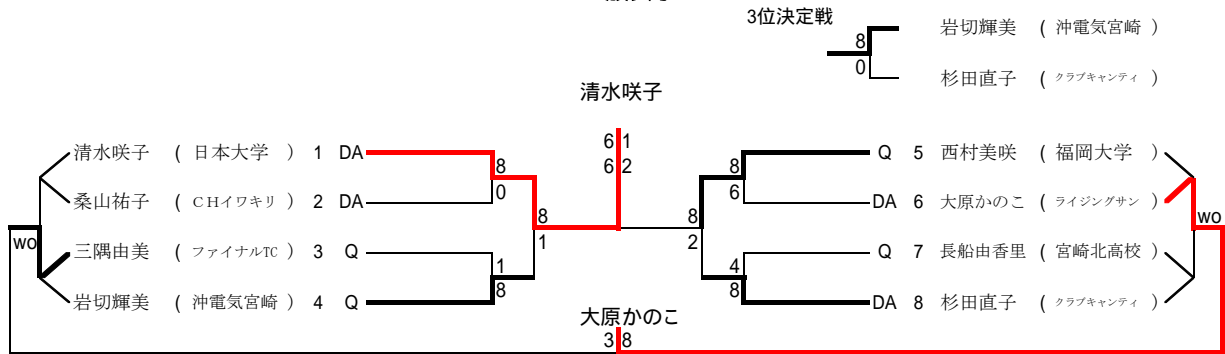 3位決定戦
岩切輝美 ( 沖電気宮崎 )
8
0
杉田直子 ( クラブキャンティ )
清水咲子
6 1
6 2
清水咲子 ( 日本大学 ) 1 DA
8
0
桑山祐子 ( CHイワキリ ) 2 DA
8
1
wo
三隅由美 ( ファイナルTC ) 3 Q
1
8
岩切輝美 ( 沖電気宮崎 ) 4 Q
Q 5 西村美咲 ( 福岡大学 )
8
6
DA 6 大原かのこ ( ライジングサン )
8
2
wo
Q 7 長船由香里 ( 宮崎北高校 )
4
8
DA 8 杉田直子 ( クラブキャンティ )
大原かのこ
3 8